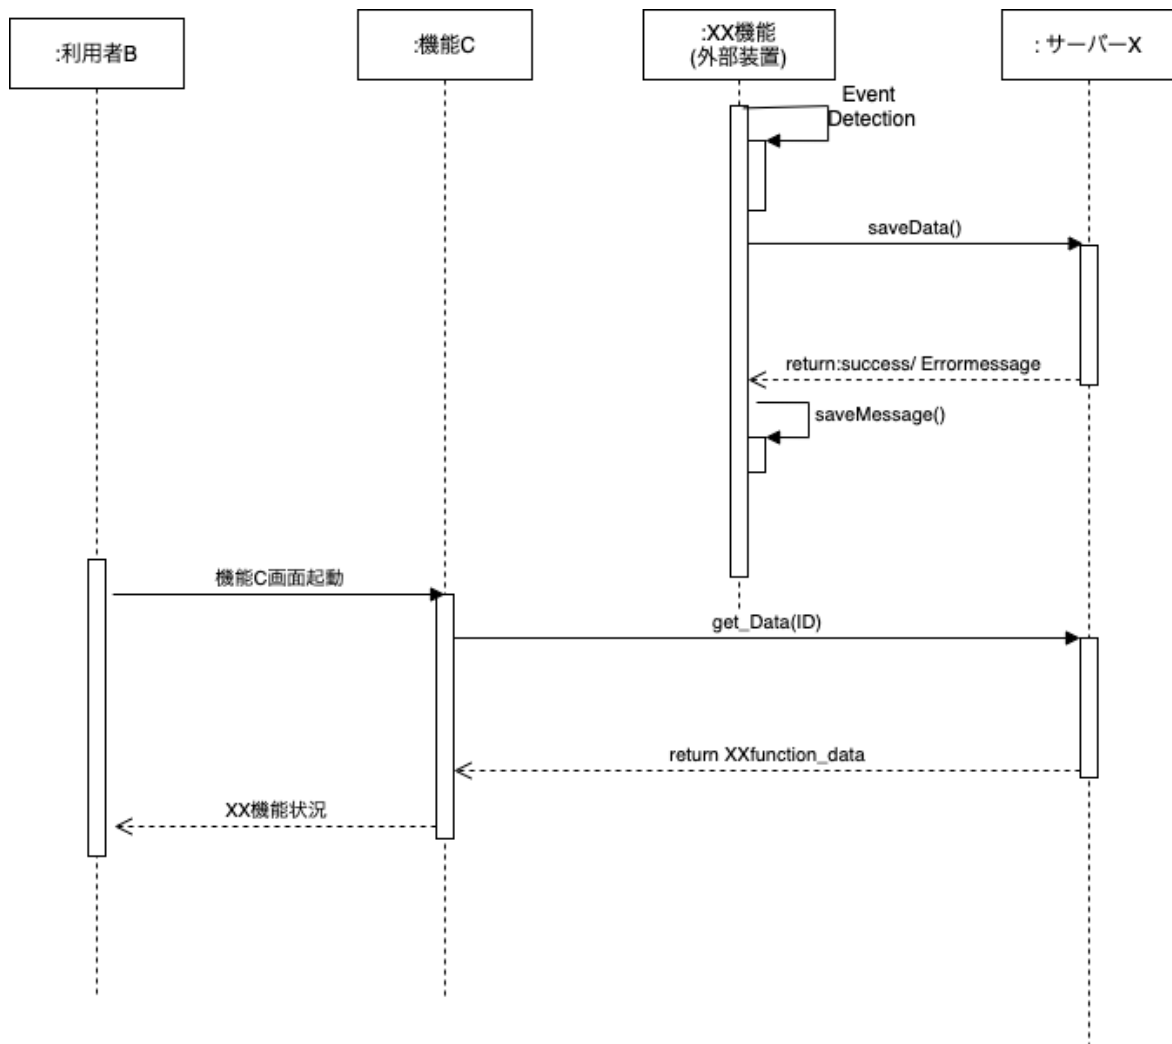 :利用者B
:機能C
:XX機能
(外部装置)
: サーバーX
Event
Detection
saveData()
return:success/ Errormessage
saveMessage()
機能C画面起動
get_Data(ID)
return XXfunction_data
XX機能状況